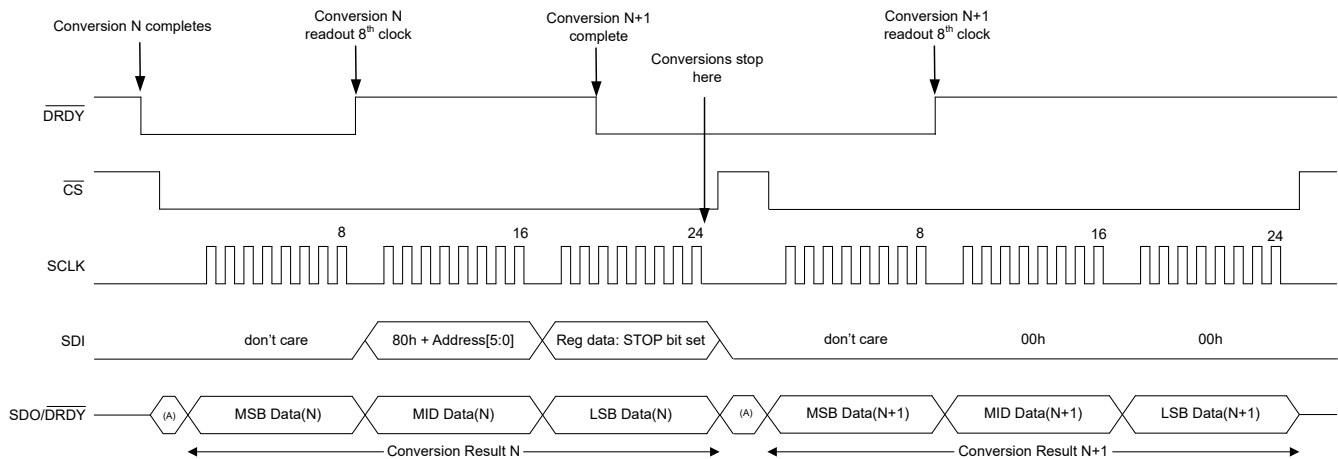 Conversion N completes
Conversion N
readout 8th clock
Conversion N+1
complete
Conversions stop
here
Conversion N+1
readout 8th clock
DRDY
CS
8
16
24
8
16
24
SCLK
SDI
don't care
80h + Address[5:0]
Reg data: STOP bit set
don't care
00h
00h
SDO/DRDY
(A)
MSB Data(N)
MID Data(N)
LSB Data(N)
(A)
MSB Data(N+1)
MID Data(N+1)
LSB Data(N+1)
Conversion Result N
Conversion Result N+1